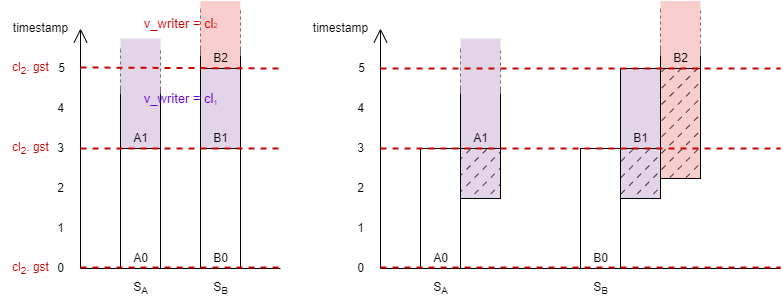 v_writer = cl₂
timestamp
B2
cl₂. gst 5
4
v_writer = cl₁
A1 B1
cl₂. gst 3
2
1
A0 B0
cl₂. gst 0
S_A S_B
timestamp
B2
5
4
A1 B1
3
2
1
A0 B0
0
S_A S_B